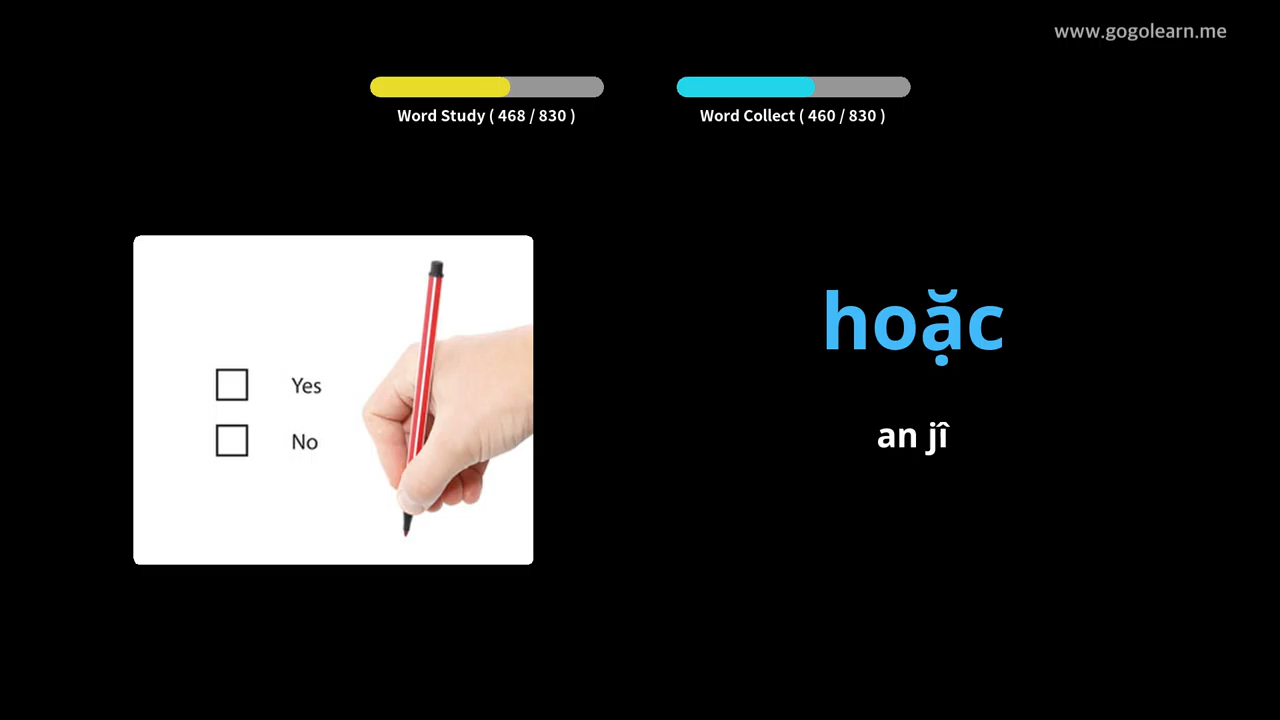 www.gogolearn.me
Word Study ( 468 / 830 )
Word Collect ( 460 / 830 )
Yes
No
hoặc
an jî